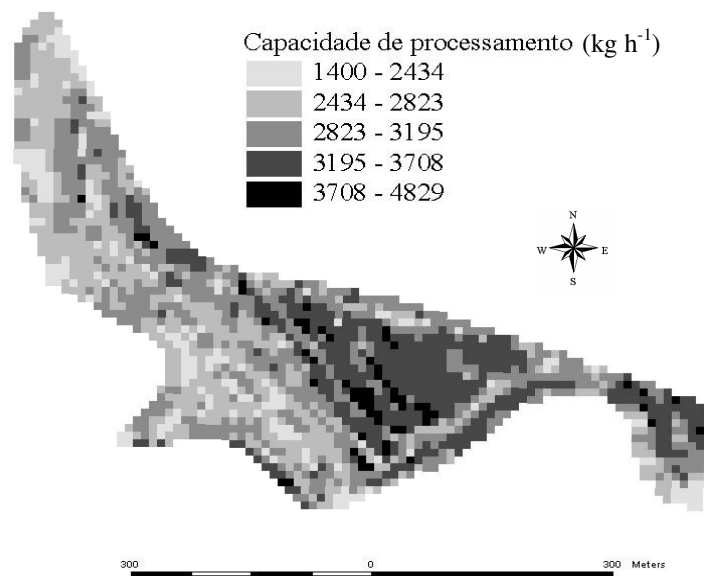 Capacidade de processamento (kg h-1)
1400 - 2434
2434 - 2823
2823 - 3195
3195 - 3708
3708 - 4829
N
W E
S
300 0 300 Meters